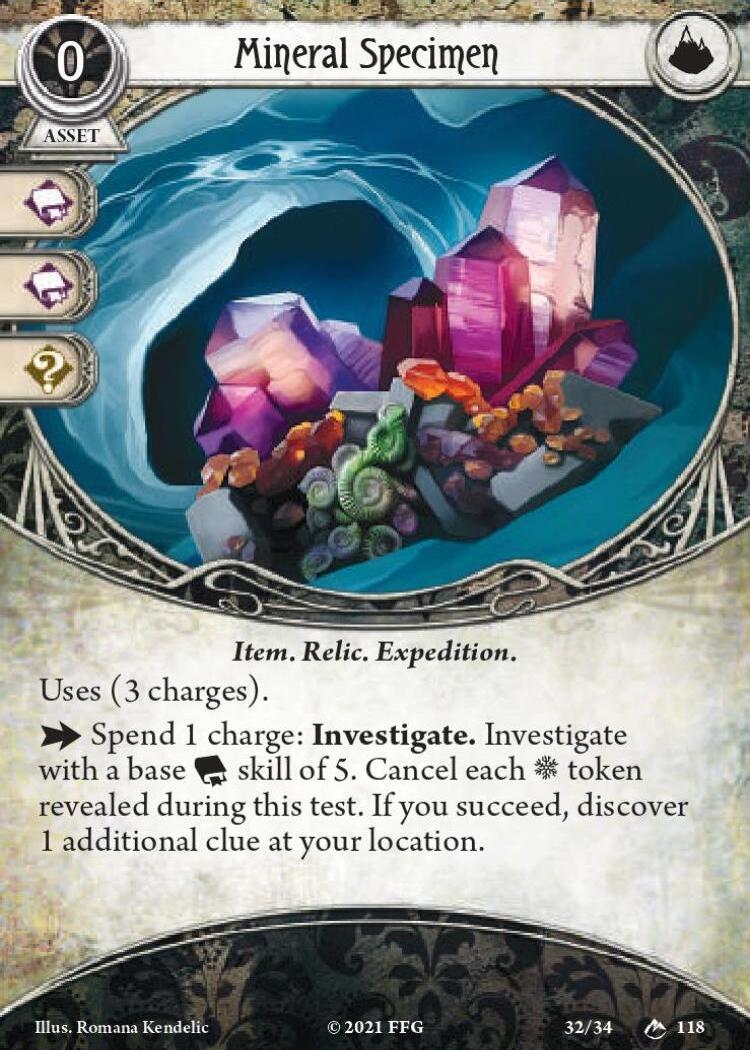 0
Mineral Specimen
ASSET
?
Item. Relic. Expedition.
Uses (3 charges).
Spend 1 charge: Investigate. Investigate
with a base skill of 5. Cancel each token
revealed during this test. If you succeed, discover
1 additional clue at your location.
Illus. Romana Kendelic
© 2021 FFG
32/34
118